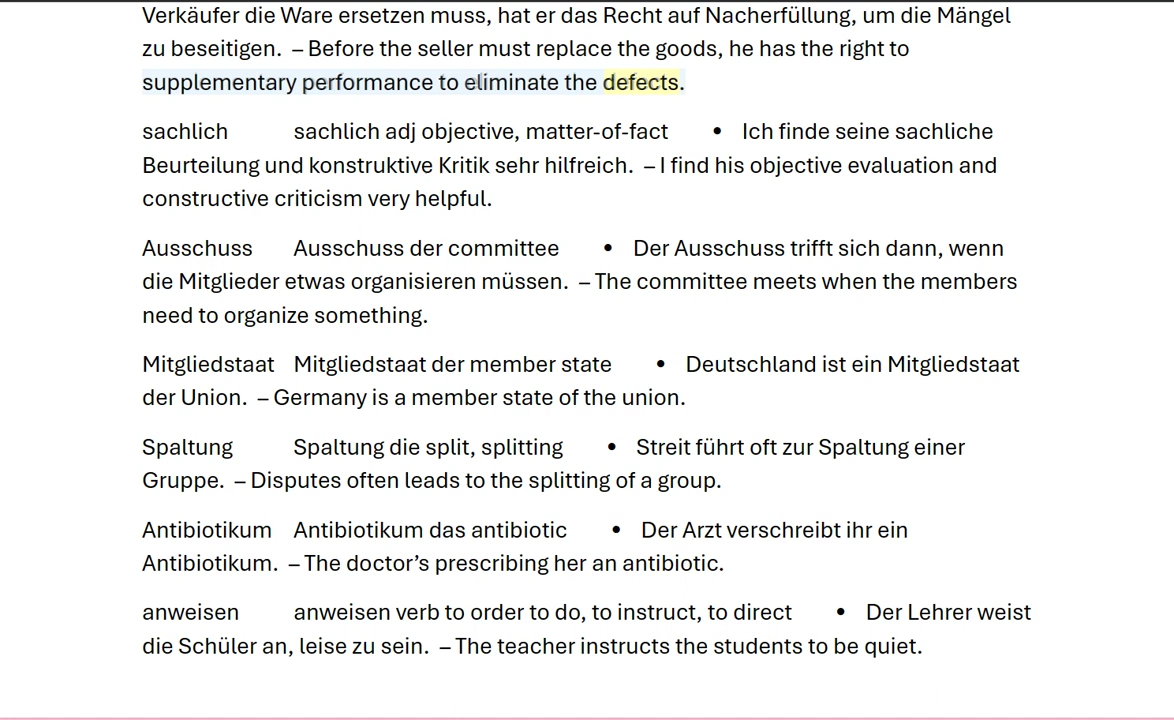 Verkäufer die Ware ersetzen muss, hat er das Recht auf Nacherfüllung, um die Mängel
zu beseitigen. – Before the seller must replace the goods, he has the right to
supplementary performance to eliminate the defects.
sachlich sachlich adj objective, matter-of-fact • Ich finde seine sachliche
Beurteilung und konstruktive Kritik sehr hilfreich. – I find his objective evaluation and
constructive criticism very helpful.
Ausschuss Ausschuss der committee • Der Ausschuss trifft sich dann, wenn
die Mitglieder etwas organisieren müssen. – The committee meets when the members
need to organize something.
Mitgliedstaat Mitgliedstaat der member state • Deutschland ist ein Mitgliedstaat
der Union. – Germany is a member state of the union.
Spaltung Spaltung die split, splitting • Streit führt oft zur Spaltung einer
Gruppe. – Disputes often leads to the splitting of a group.
Antibiotikum Antibiotikum das antibiotic • Der Arzt verschreibt ihr ein
Antibiotikum. – The doctor’s prescribing her an antibiotic.
anweisen anweisen verb to order to do, to instruct, to direct • Der Lehrer weist
die Schüler an, leise zu sein. – The teacher instructs the students to be quiet.